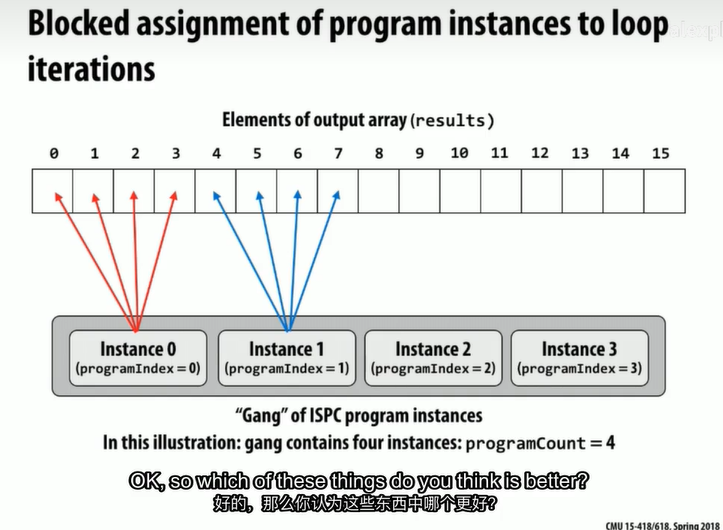 Blocked assignment of program instances to loop
iterations
Elements of output array (results)
0 1 2 3 4 5 6 7 8 9 10 11 12 13 14 15
Instance 0 Instance 1 Instance 2 Instance 3
(programIndex = 0) (programIndex = 1) (programIndex = 2) (programIndex = 3)
“Gang” of ISPC program instances
In this illustration: gang contains four instances: programCount = 4
OK, so which of these things do you think is better?
好的，那么你认为这些东西中哪个更好？
CMU 15-418/618, Spring 2018